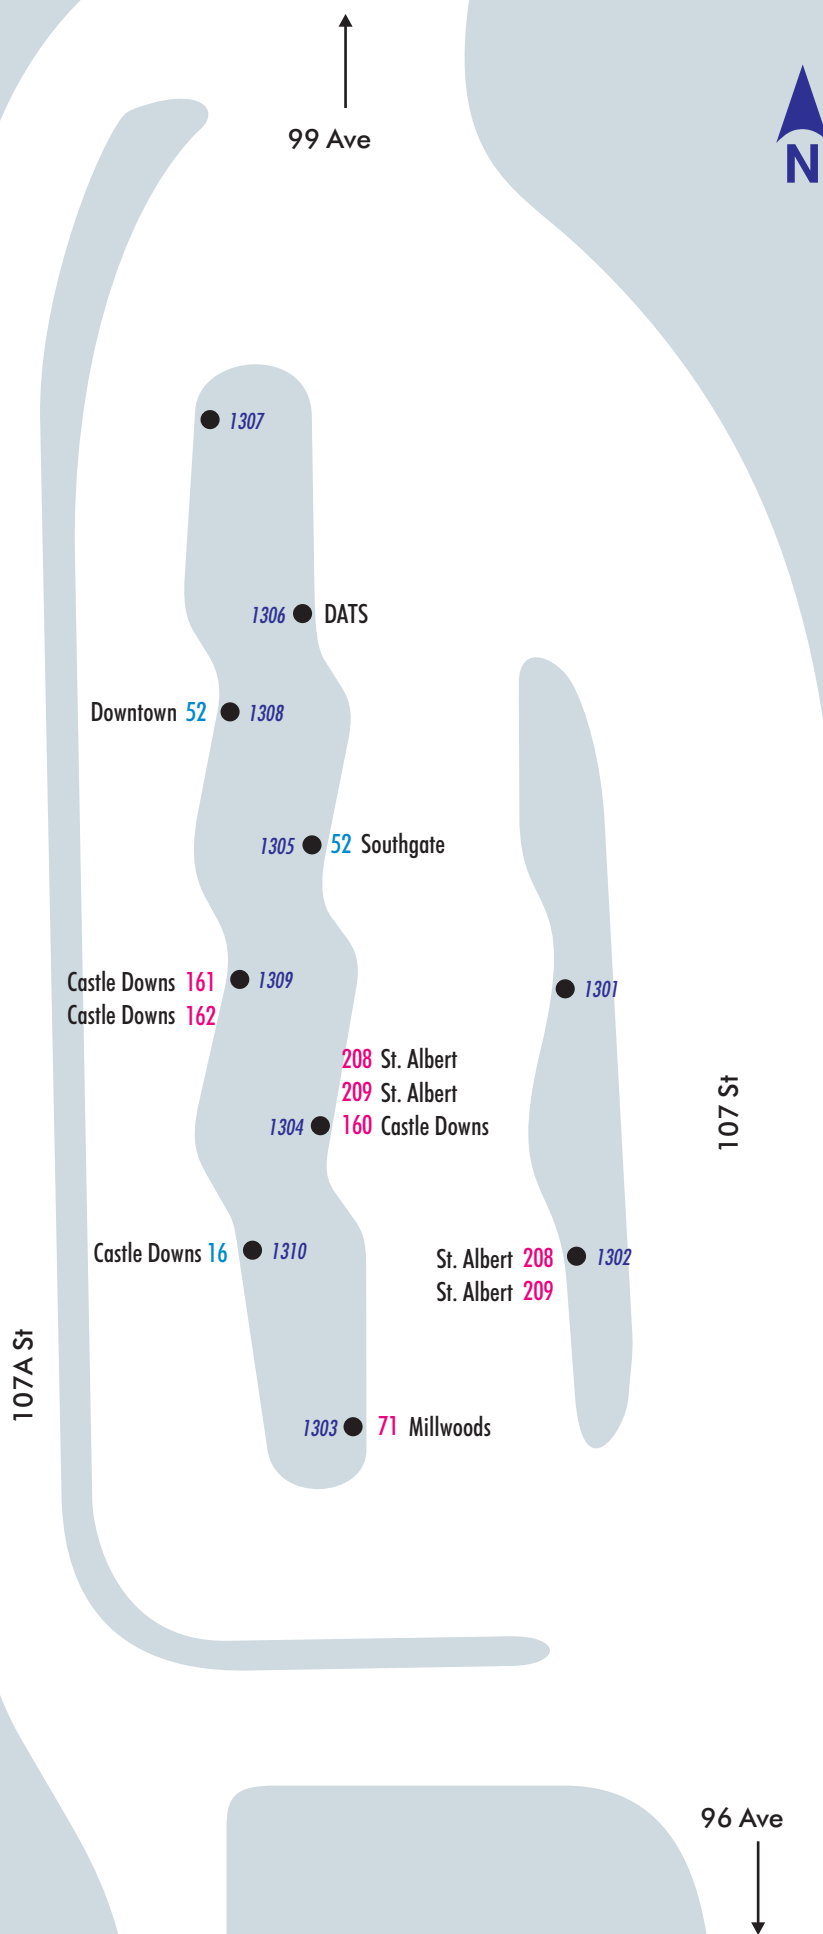 99 Ave
N
1307
1306 DATS
Downtown 52 1308
1305 52 Southgate
Castle Downs 161 1309
Castle Downs 162
1301
208 St. Albert
209 St. Albert
1304 160 Castle Downs
107 St
Castle Downs 16 1310
St. Albert 208 1302
St. Albert 209
107A St
1303 71 Millwoods
96 Ave